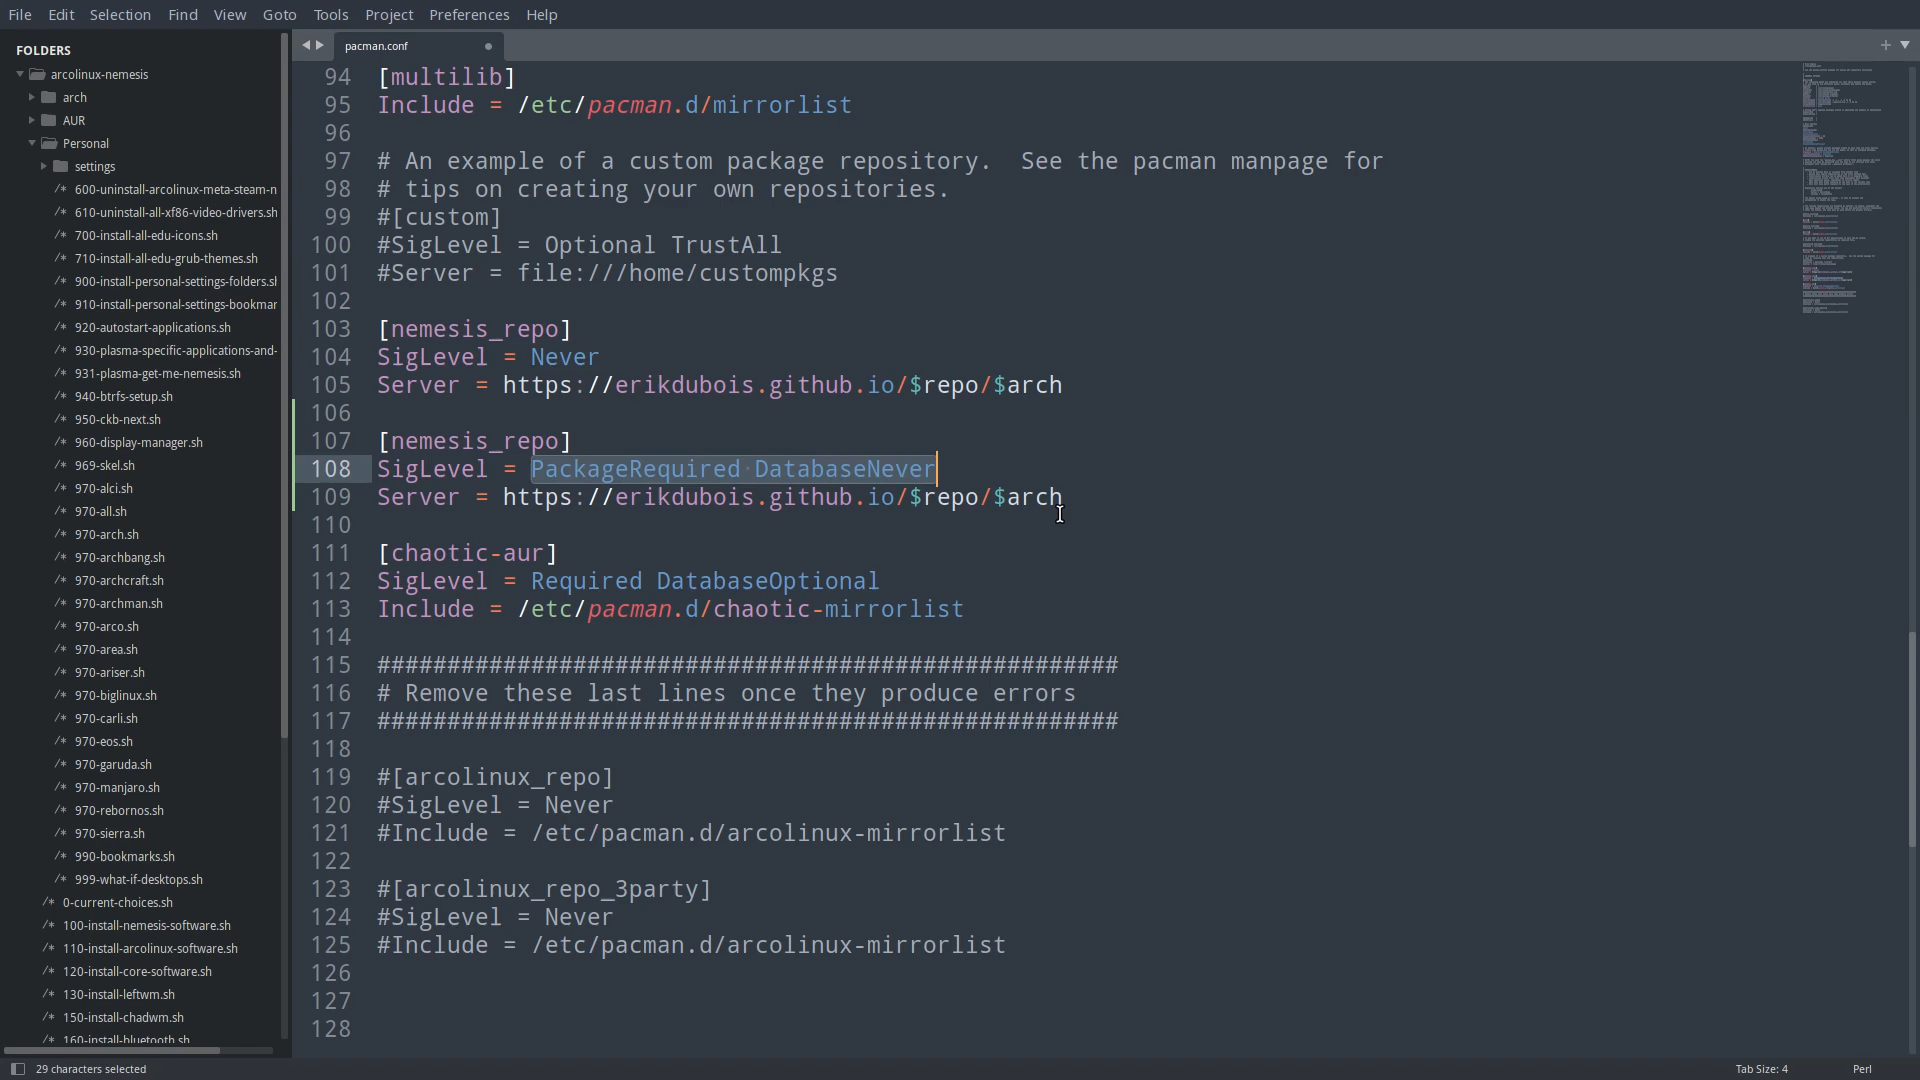 File Edit Selection Find View Goto Tools Project Preferences Help
FOLDERS
arcolinux-nemesis
arch
AUR
Personal
settings
/* 600-uninstall-arcolinux-meta-steam-n
/* 610-uninstall-all-xf86-video-drivers.sh
/* 700-install-all-edu-icons.sh
/* 710-install-all-edu-grub-themes.sh
/* 900-install-personal-settings-folders.sh
/* 910-install-personal-settings-bookmar
/* 920-autostart-applications.sh
/* 930-plasma-specific-applications-and-
/* 931-plasma-get-me-nemesis.sh
/* 940-btrfs-setup.sh
/* 950-ckb-next.sh
/* 960-display-manager.sh
/* 969-skel.sh
/* 970-alci.sh
/* 970-all.sh
/* 970-arch.sh
/* 970-archbang.sh
/* 970-archcraft.sh
/* 970-archman.sh
/* 970-arco.sh
/* 970-area.sh
/* 970-ariser.sh
/* 970-biglinux.sh
/* 970-carli.sh
/* 970-eos.sh
/* 970-garuda.sh
/* 970-manjaro.sh
/* 970-rebornos.sh
/* 970-sierra.sh
/* 990-bookmarks.sh
/* 999-what-if-desktops.sh
/* 0-current-choices.sh
/* 100-install-nemesis-software.sh
/* 110-install-arcolinux-software.sh
/* 120-install-core-software.sh
/* 130-install-leftwm.sh
/* 150-install-chadwm.sh
/* 160-install-bluetooth.sh
pacman.conf
94 [multilib]
95 Include = /etc/pacman.d/mirrorlist
96
97 # An example of a custom package repository.  See the pacman manpage for
98 # tips on creating your own repositories.
99 #[custom]
100 #SigLevel = Optional TrustAll
101 #Server = file:///home/custompkgs
102
103 [nemesis_repo]
104 SigLevel = Never
105 Server = https://erikdubois.github.io/$repo/$arch
106
107 [nemesis_repo]
108 SigLevel = PackageRequired DatabaseNever
109 Server = https://erikdubois.github.io/$repo/$arch
110
111 [chaotic-aur]
112 SigLevel = Required DatabaseOptional
113 Include = /etc/pacman.d/chaotic-mirrorlist
114
115 #####################################################
116 # Remove these last lines once they produce errors
117 #####################################################
118
119 #[arcolinux_repo]
120 #SigLevel = Never
121 #Include = /etc/pacman.d/arcolinux-mirrorlist
122
123 #[arcolinux_repo_3party]
124 #SigLevel = Never
125 #Include = /etc/pacman.d/arcolinux-mirrorlist
126
127
128
29 characters selected
Tab Size: 4 Perl